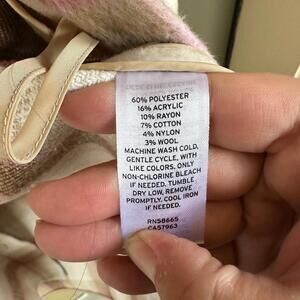 60% POLYESTER
16% ACRYLIC
10% RAYON
7% COTTON
4% NYLON
3% WOOL
MACHINE WASH COLD,
GENTLE CYCLE, WITH
LIKE COLORS, ONLY
NON-CHLORINE BLEACH
IF NEEDED. TUMBLE
DRY LOW, REMOVE
PROMPTLY. COOL IRON
IF NEEDED.
RN58665
CA57963